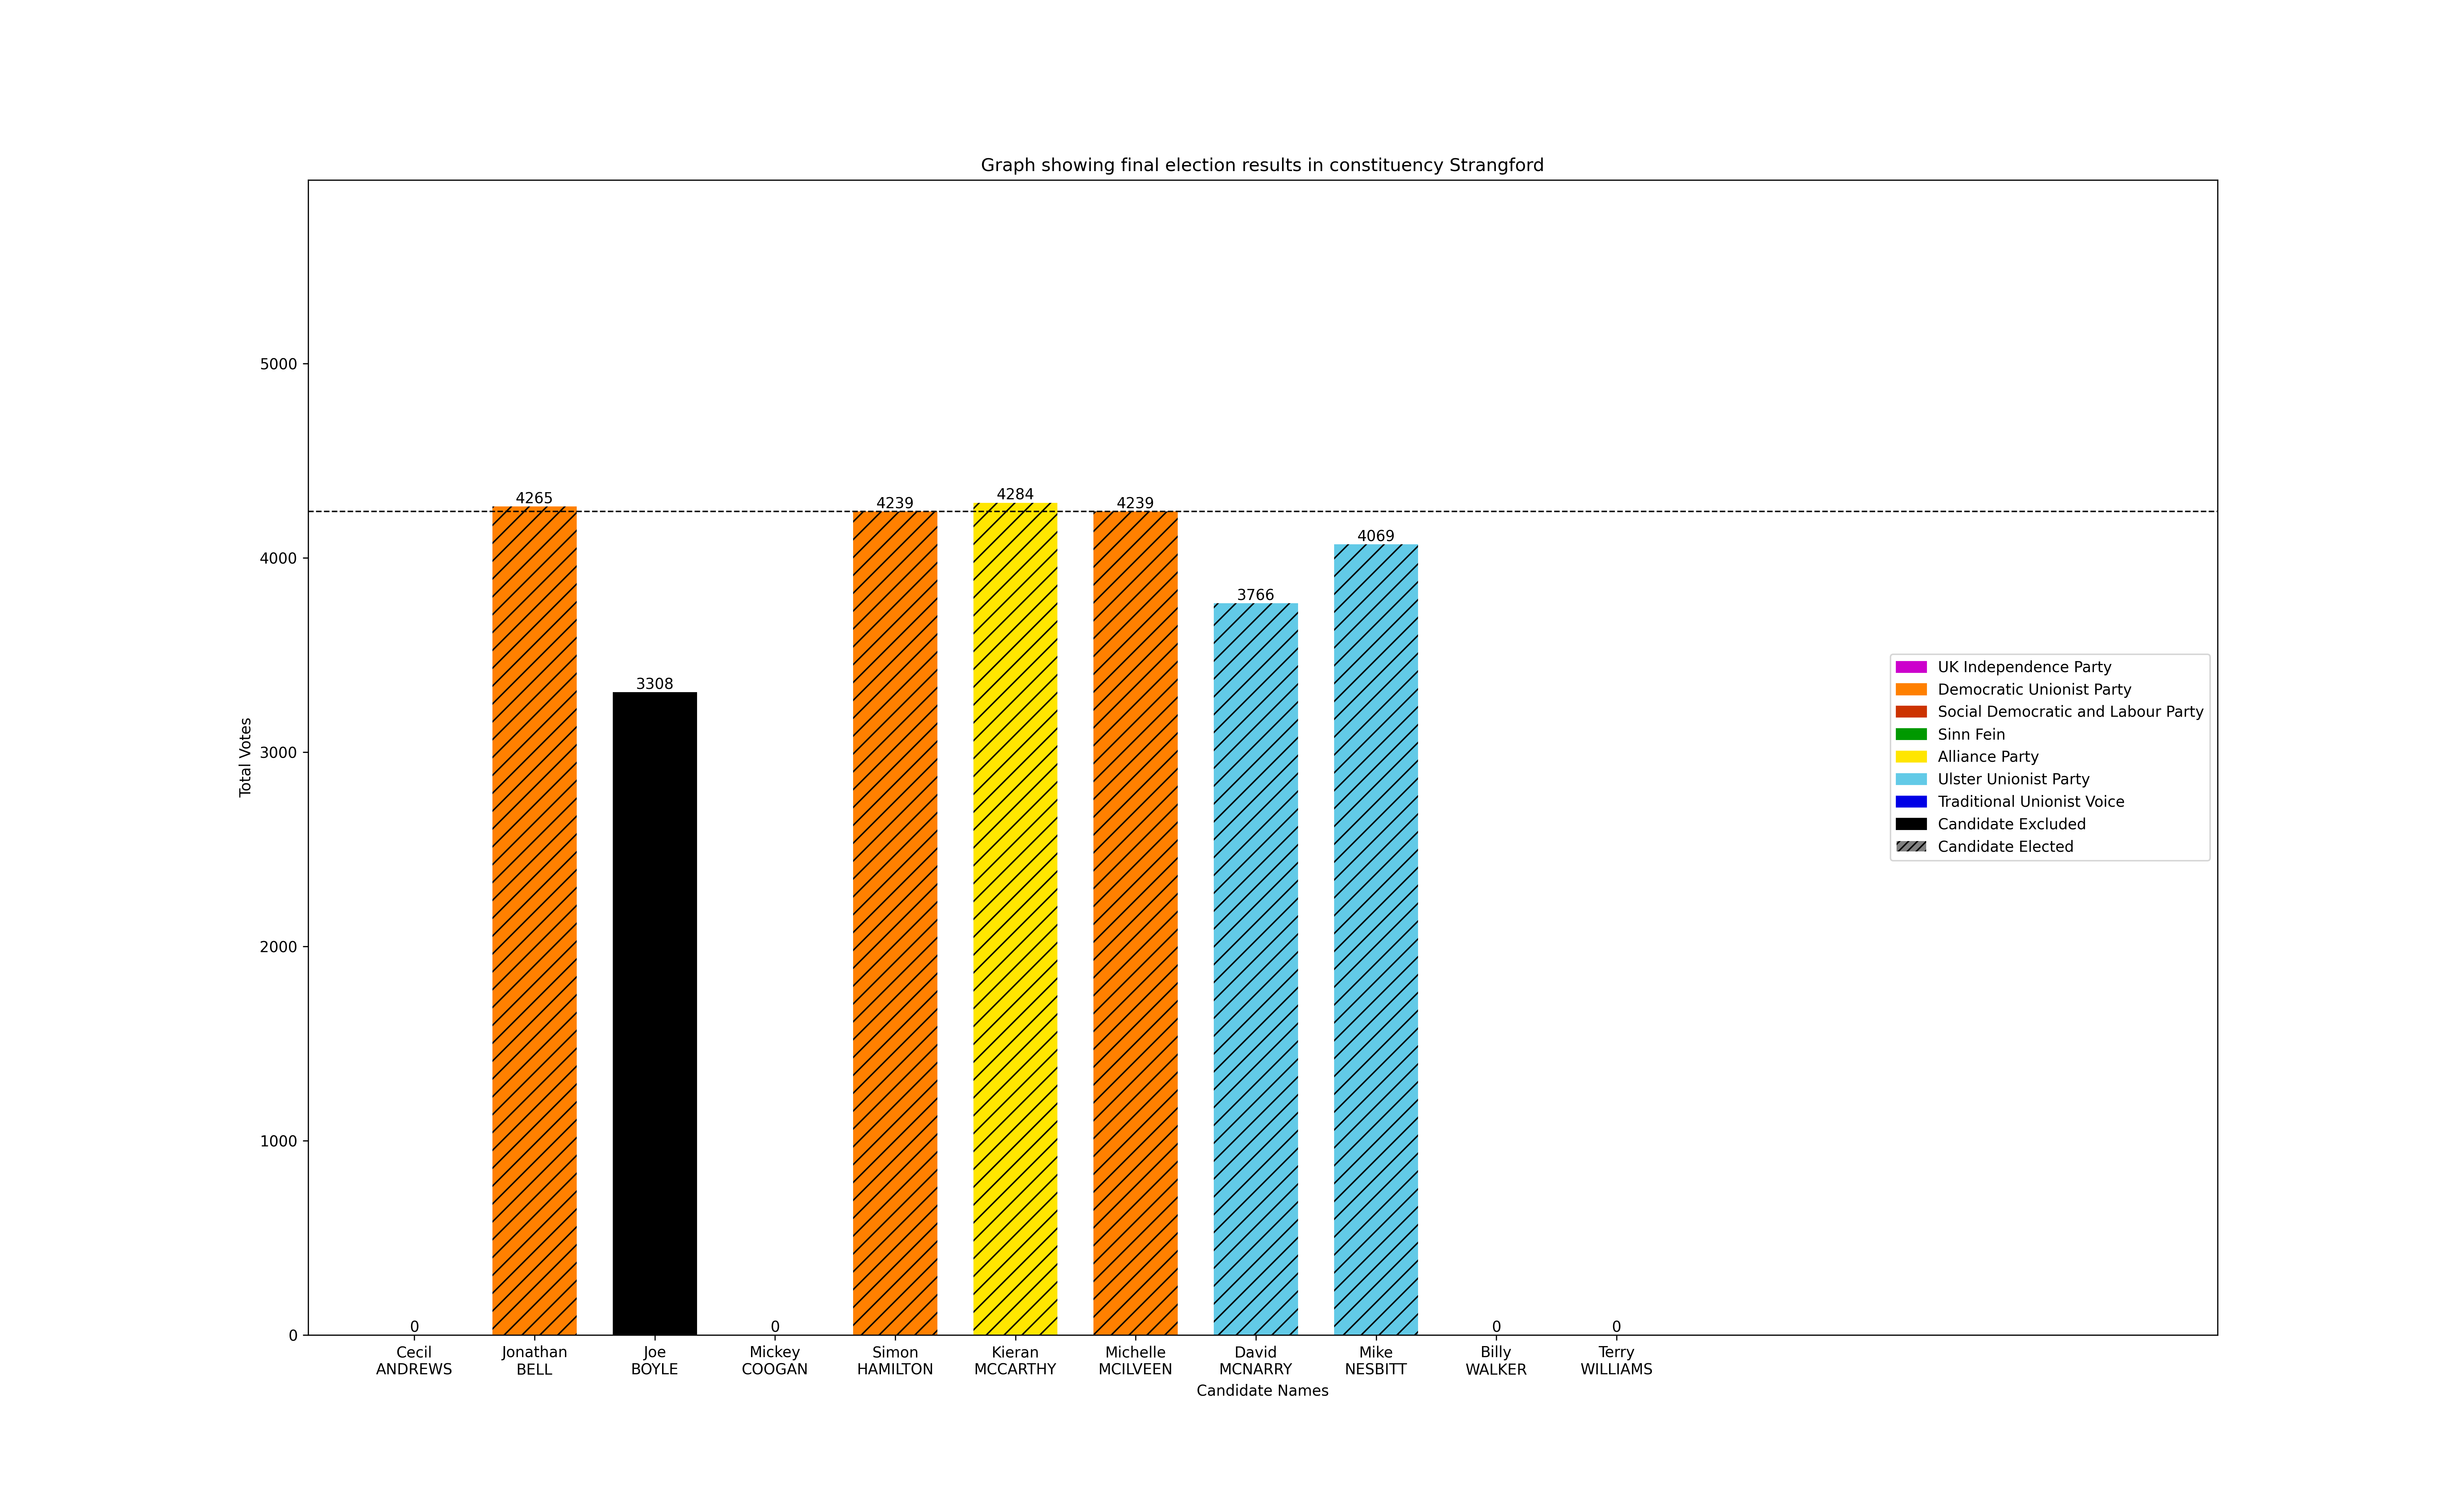 Graph showing final election results in constituency Strangford
Total Votes
5000
4000
3000
2000
1000
0
0
4265
3308
0
4239
4284
4239
3766
4069
0
0
Cecil
ANDREWS
Jonathan
BELL
Joe
BOYLE
Mickey
COOGAN
Simon
HAMILTON
Kieran
MCCARTHY
Michelle
MCILVEEN
David
MCNARRY
Mike
NESBITT
Billy
WALKER
Terry
WILLIAMS
Candidate Names
UK Independence Party
Democratic Unionist Party
Social Democratic and Labour Party
Sinn Fein
Alliance Party
Ulster Unionist Party
Traditional Unionist Voice
Candidate Excluded
Candidate Elected